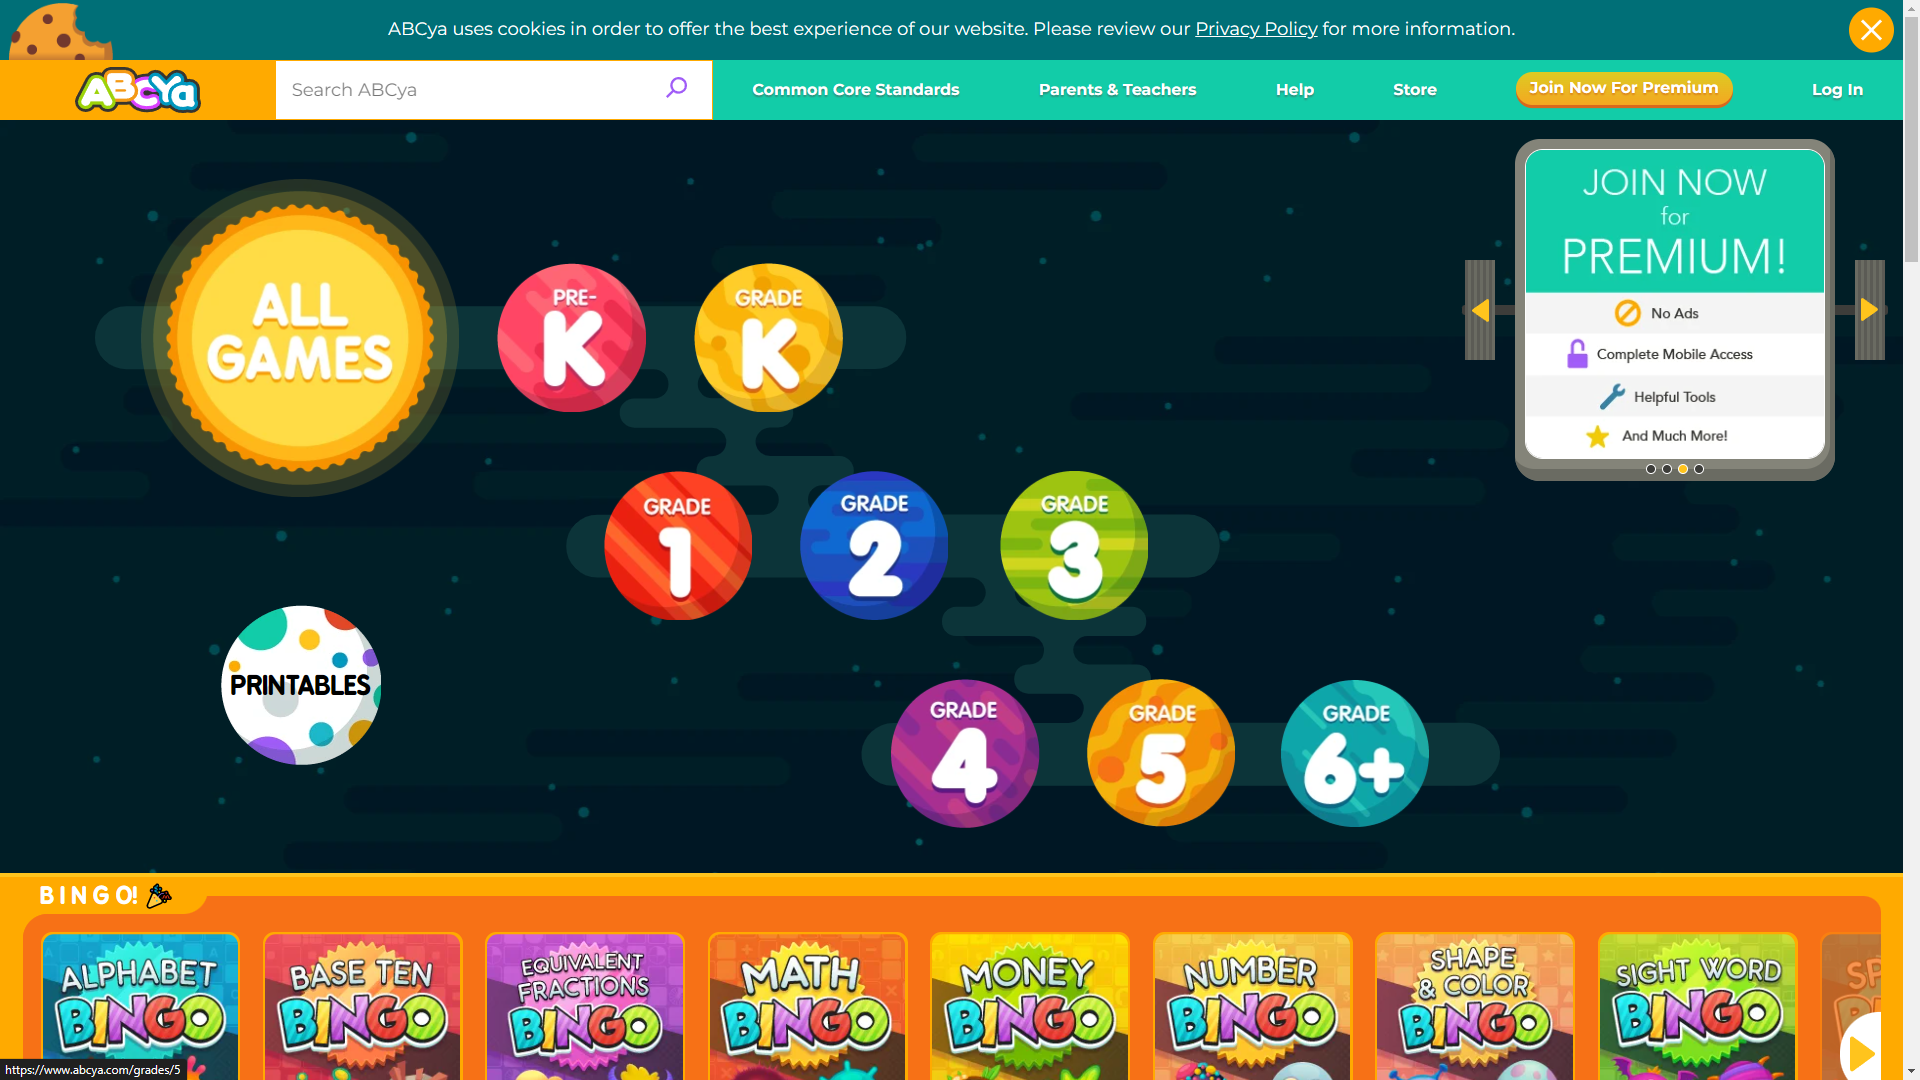 ABCya uses cookies in order to offer the best experience of our website. Please review our Privacy Policy for more information.
ABCYa
Search ABCya
Common Core Standards
Parents & Teachers
Help
Store
Join Now For Premium
Log In
JOIN NOW
for
PREMIUM!
No Ads
Complete Mobile Access
Helpful Tools
And Much More!
ALL
GAMES
PRE-
K
GRADE
K
GRADE
1
GRADE
2
GRADE
3
PRINTABLES
GRADE
4
GRADE
5
GRADE
6+
BINGO!
ALPHABET
BINGO
BASE TEN
BINGO
EQUIVALENT
FRACTIONS
BINGO
MATH
BINGO
MONEY
BINGO
NUMBER
BINGO
SHAPE
& COLOR
BINGO
SIGHT WORD
BINGO
https://www.abcya.com/grades/5